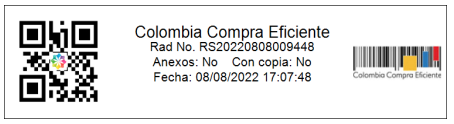 Colombia Compra Eficiente
Rad No. RS20220808009448
Anexos: No Con copia: No
Fecha: 08/08/2022 17:07:48
Colombia Compra Eficiente